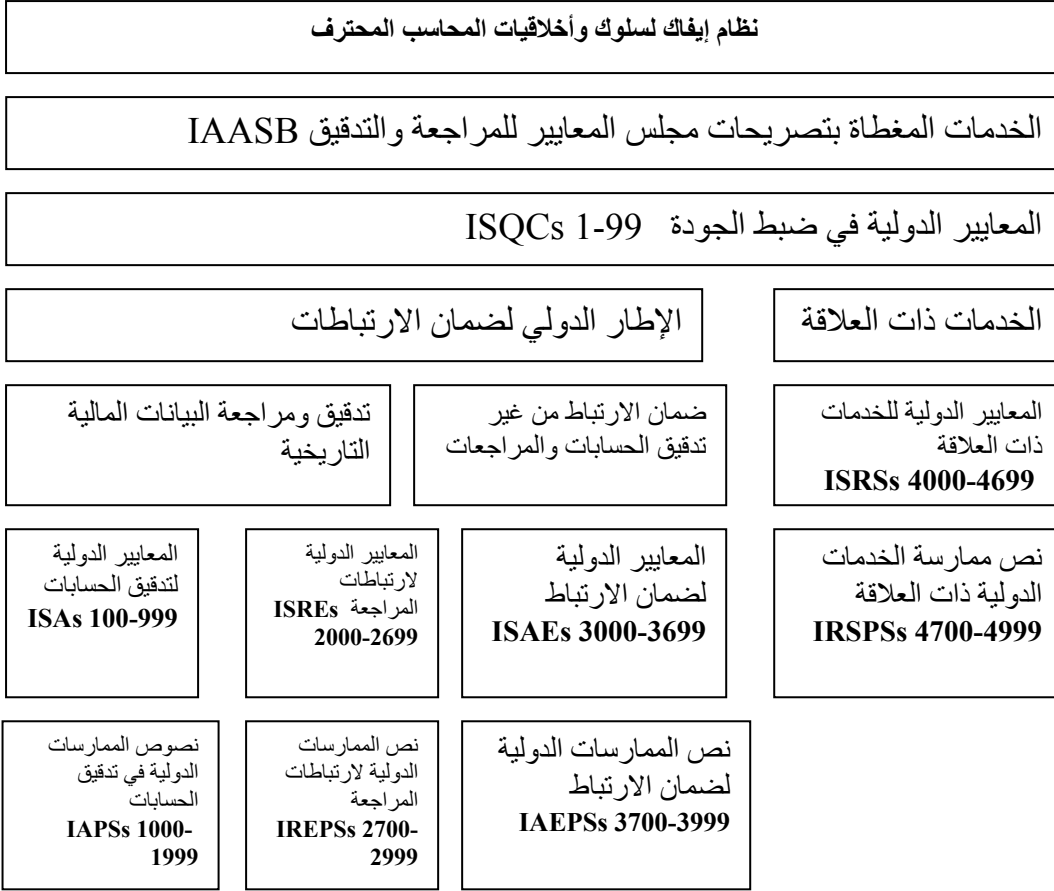 نظام إيفاك لسلوك وأخلاقيات المحاسب المحترف
الخدمات المغطاة بتصريحات مجلس المعايير للمراجعة والتدقيق IAASB
المعايير الدولية في ضبط الجودة ISQCs 1-99
الخدمات ذات العلاقة
الإطار الدولي لضمان الارتباطات
المعايير الدولية للخدمات
ذات العلاقة
ISRSs 4000-4699
ضمان الارتباط من غير
تدقيق الحسابات والمراجعات
تدقيق ومراجعة البيانات المالية
التاريخية
نص ممارسة الخدمات
الدولية ذات العلاقة
IRSPSs 4700-4999
المعايير الدولية
لضمان الارتباط
ISAEs 3000-3699
المعايير الدولية
لارتباطات
المراجعة ISREs
2000-2699
المعايير الدولية
لتدقيق الحسابات
ISAs 100-999
نص الممارسات الدولية
لضمان الارتباط
IAEPSs 3700-3999
نص الممارسات
الدولية لارتباطات
المراجعة
IREPSs 2700-
2999
نصوص الممارسات
الدولية في تدقيق
الحسابات
IAPSs 1000-
1999